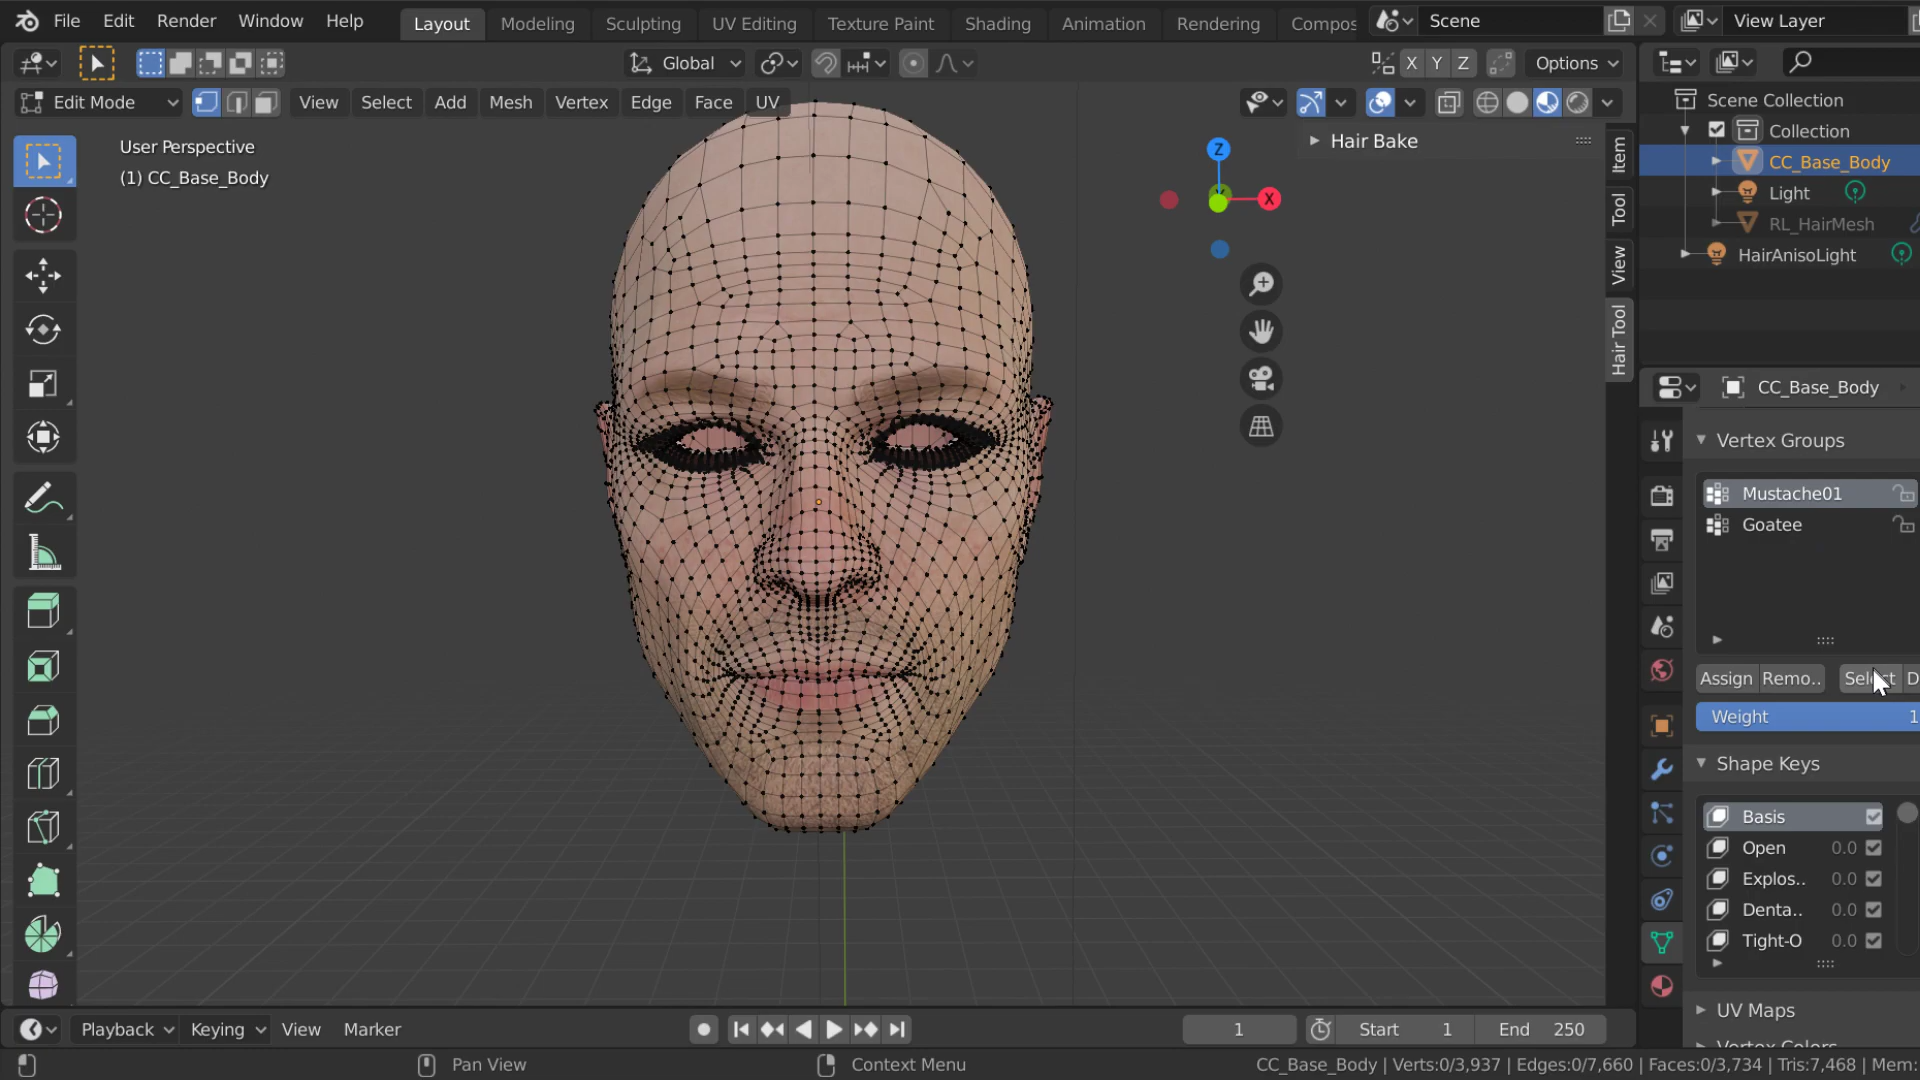 File Edit Render Window Help Layout Modeling Sculpting UV Editing Texture Paint Shading Animation Rendering Compos Scene View Layer
Global X Y Z Options
Edit Mode View Select Add Mesh Vertex Edge Face UV
User Perspective
(1) CC_Base_Body
Z
X
Hair Bake
Item
Tool
View
Hair Tool
Scene Collection
Collection
CC_Base_Body
Light
RL_HairMesh
HairAnisoLight
CC_Base_Body
Vertex Groups
Mustache01
Goatee
Assign Remo.. Select D
Weight 1
Shape Keys
Basis
Open 0.0
Explos.. 0.0
Denta.. 0.0
Tight-O 0.0
UV Maps
Vertex Colors
Playback Keying View Marker 1 Start 1 End 250
Pan View Context Menu CC_Base_Body | Verts:0/3,937 | Edges:0/7,660 | Faces:0/3,734 | Tris:7,468 | Mem: